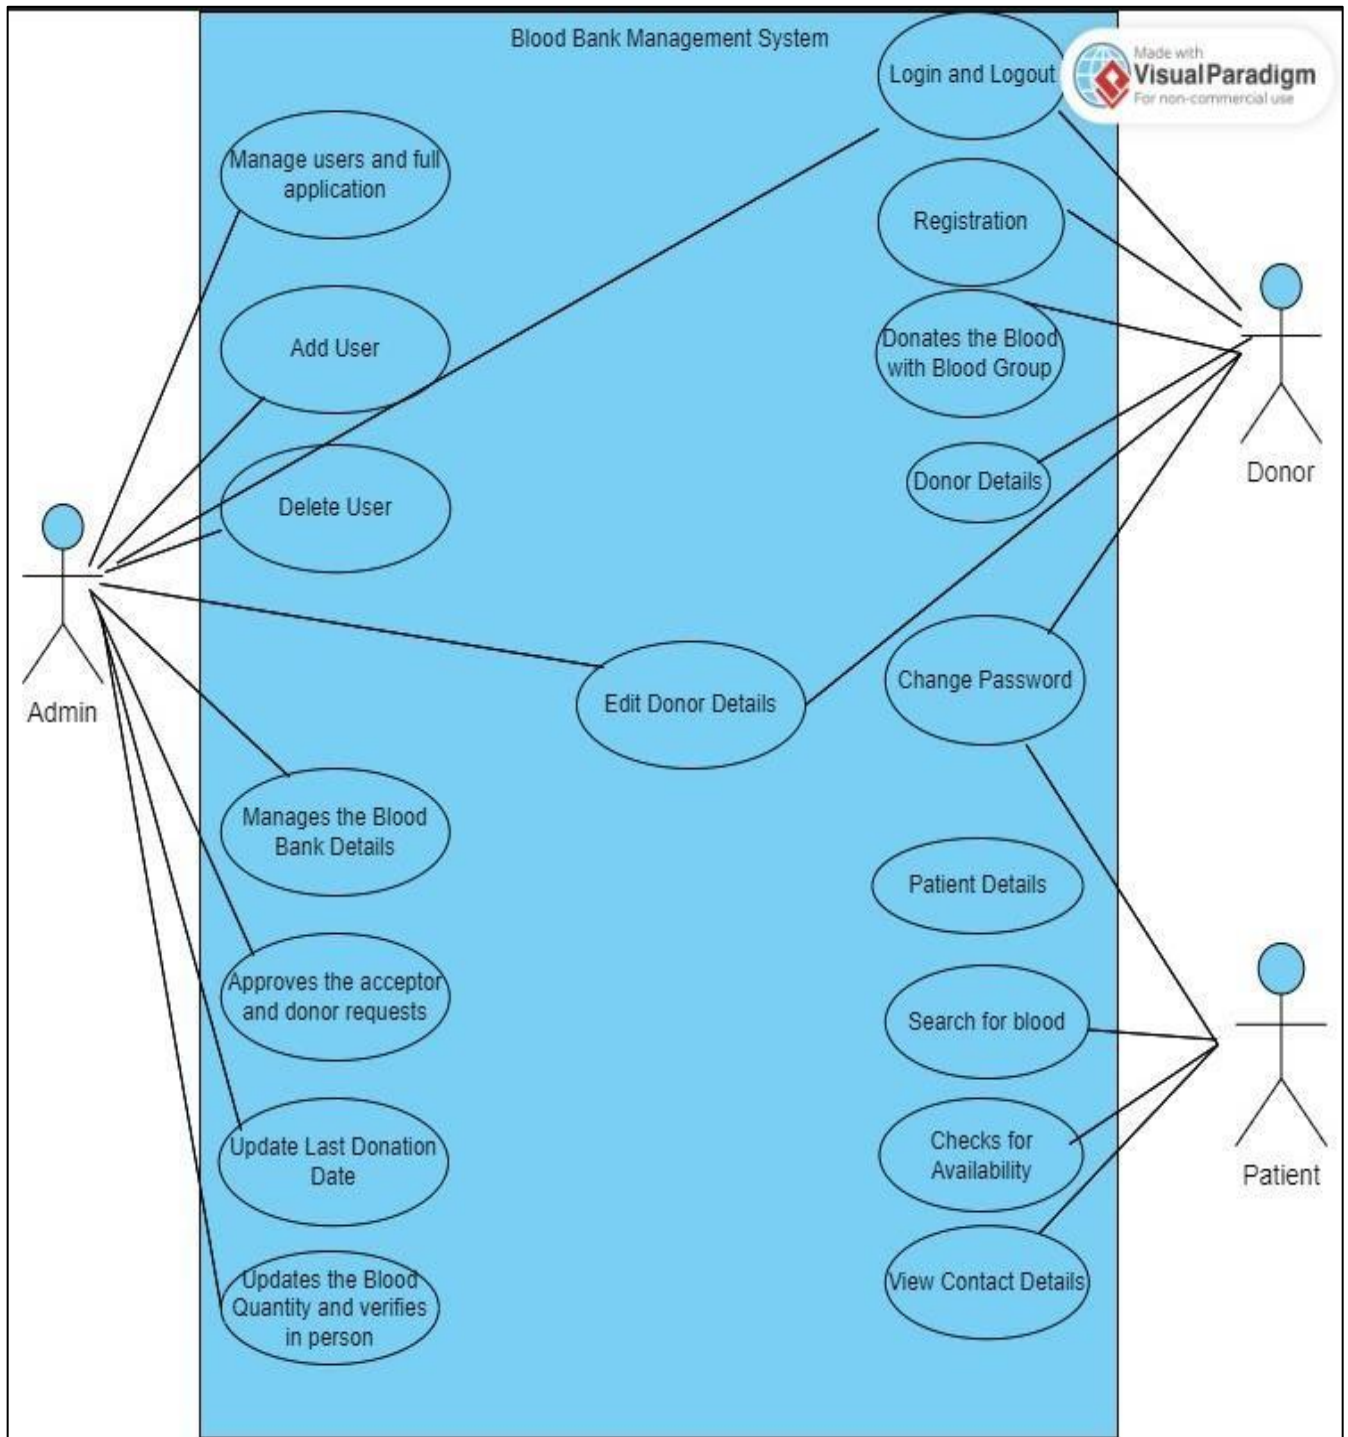 Blood Bank Management System
Login and Logout
Made with
VisualParadigm
For non-commercial use
Manage users and full
application
Registration
Add User
Donates the Blood
with Blood Group
Donor Details
Donor
Delete User
Admin
Edit Donor Details
Change Password
Manages the Blood
Bank Details
Patient Details
Approves the acceptor
and donor requests
Search for blood
Update Last Donation
Date
Checks for
Availability
Patient
Updates the Blood
Quantity and verifies
in person
View Contact Details